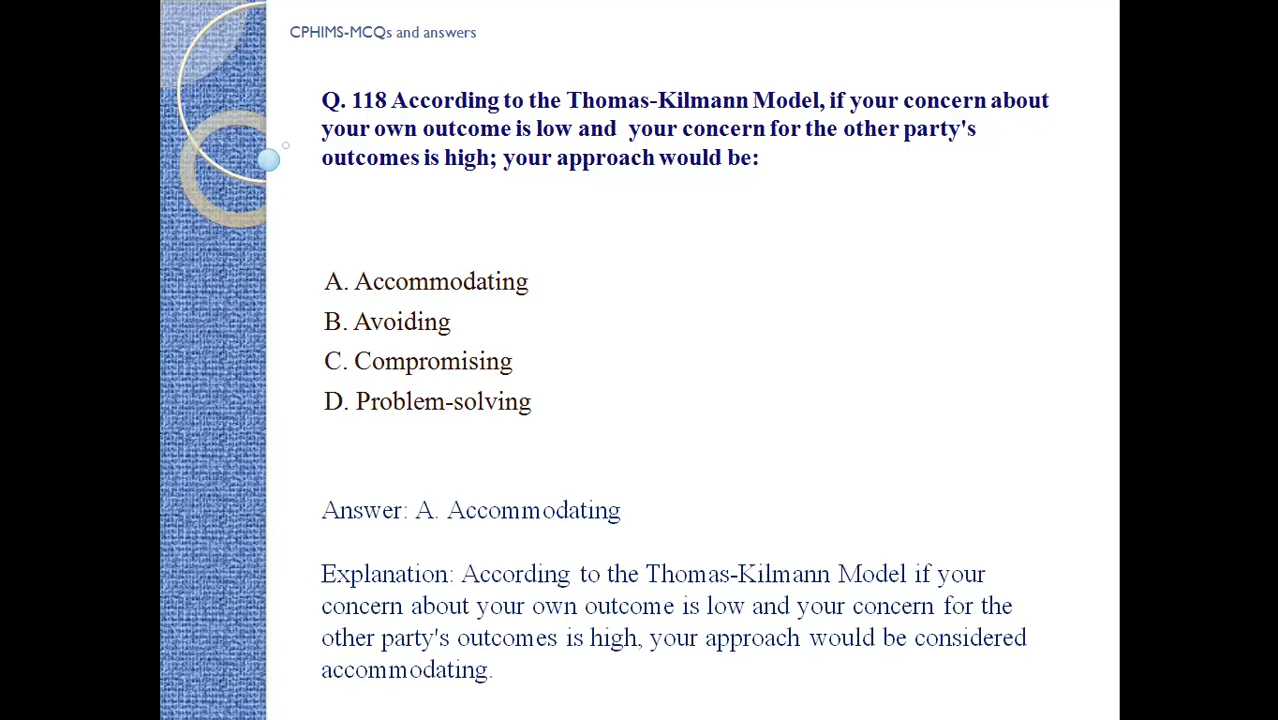 CPHIMS-MCQs and answers
Q. 118 According to the Thomas-Kilmann Model, if your concern about
your own outcome is low and  your concern for the other party's
outcomes is high; your approach would be:
A. Accommodating
B. Avoiding
C. Compromising
D. Problem-solving
Answer: A. Accommodating
Explanation: According to the Thomas-Kilmann Model if your
concern about your own outcome is low and your concern for the
other party's outcomes is high, your approach would be considered
accommodating.